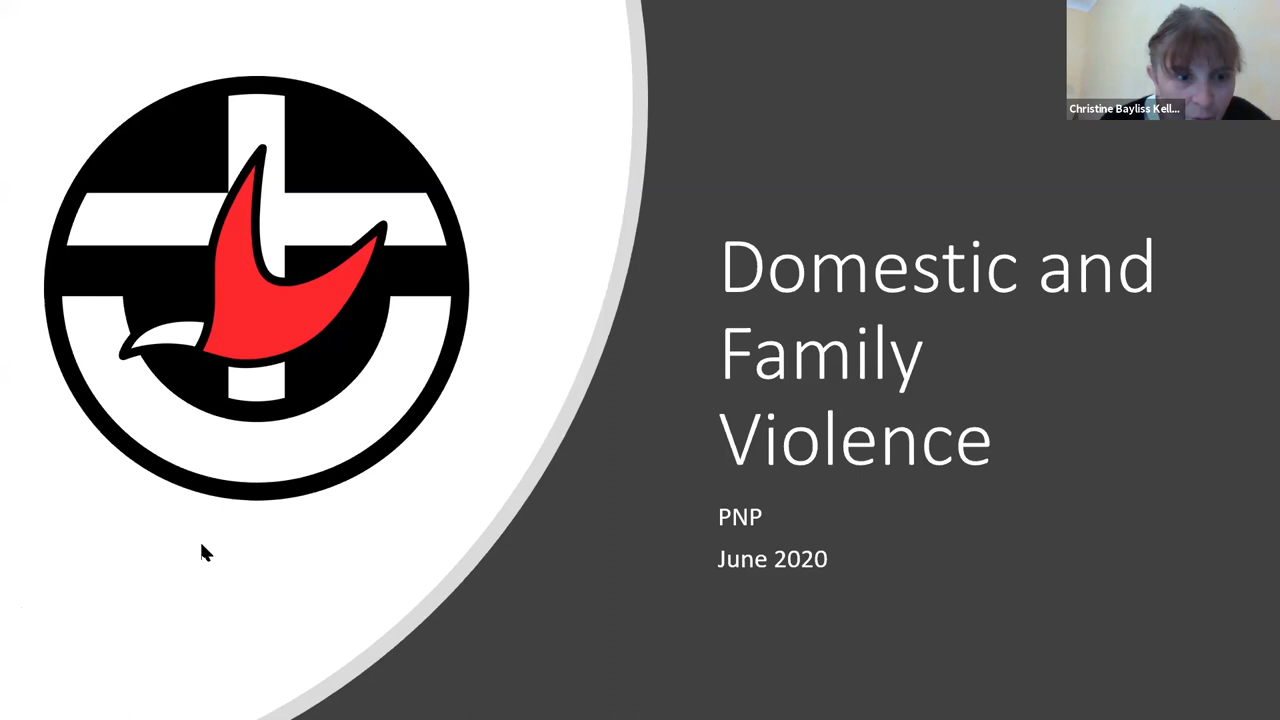 Christine Bayliss Kell...
Domestic and
Family
Violence
PNP
June 2020